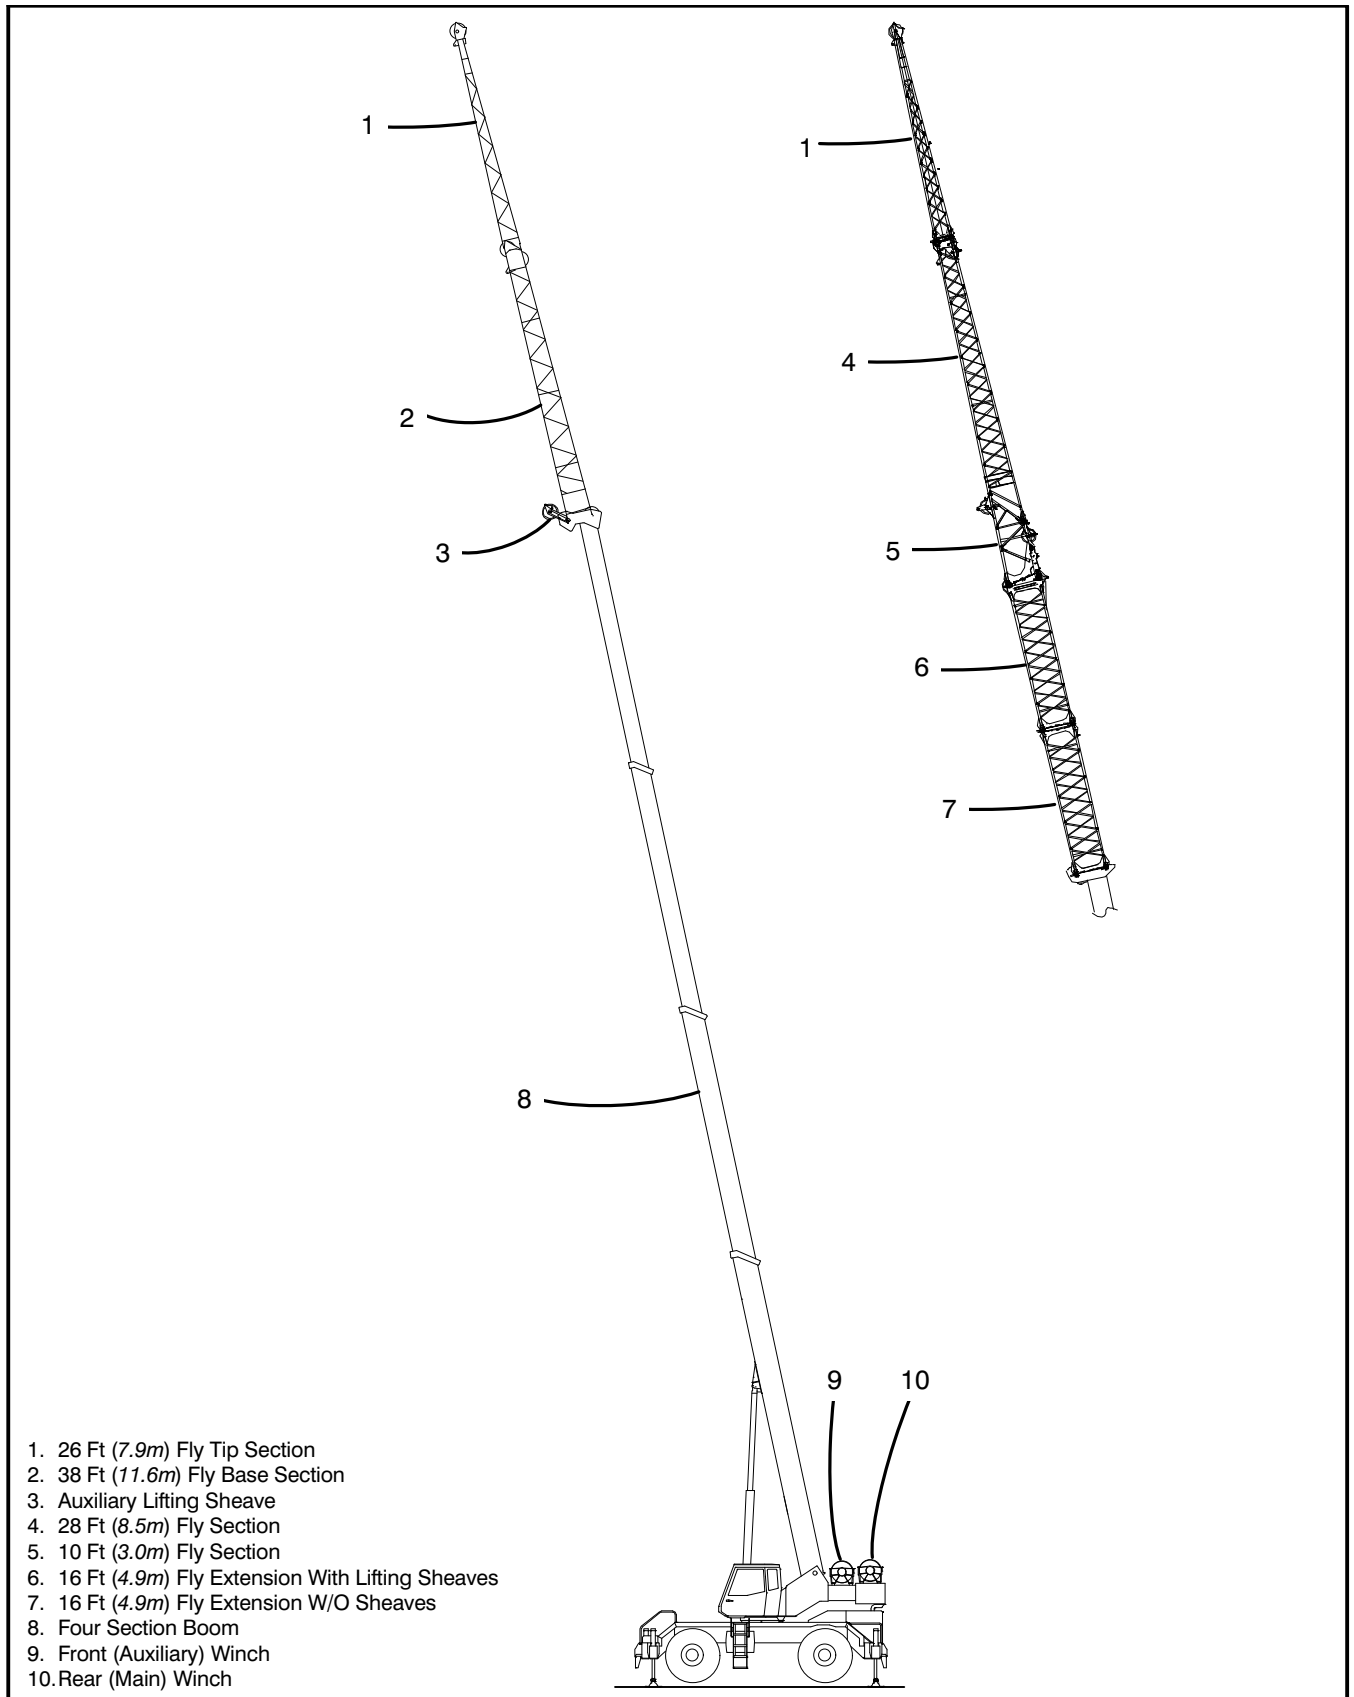 1
1
2
3
4
5
6
7
8
9
10
1. 26 Ft (7.9m) Fly Tip Section
2. 38 Ft (11.6m) Fly Base Section
3. Auxiliary Lifting Sheave
4. 28 Ft (8.5m) Fly Section
5. 10 Ft (3.0m) Fly Section
6. 16 Ft (4.9m) Fly Extension With Lifting Sheaves
7. 16 Ft (4.9m) Fly Extension W/O Sheaves
8. Four Section Boom
9. Front (Auxiliary) Winch
10. Rear (Main) Winch